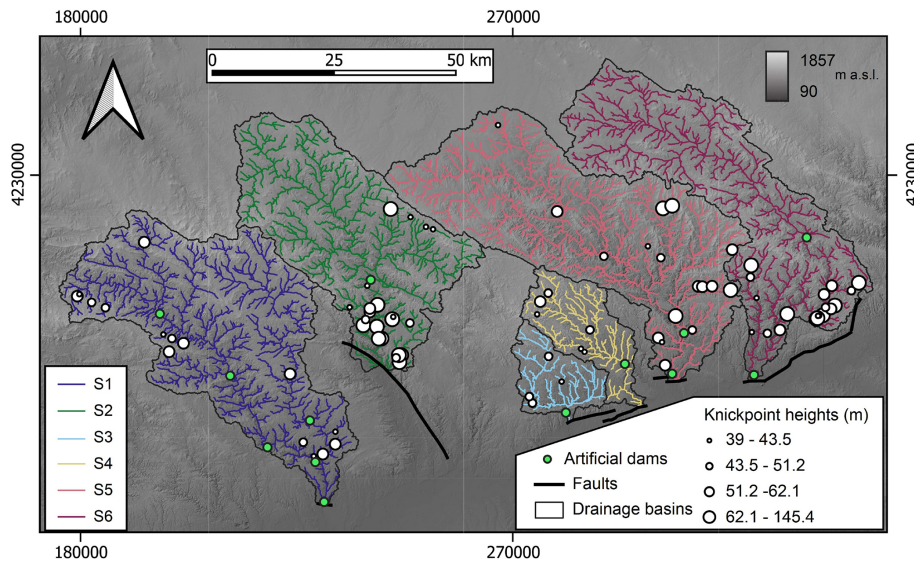 180000 270000
0 25 50 km
1857
m a.s.l.
90
4230000 4230000
S1
S2
S3
S4
S5
S6
Artificial dams
Faults
Drainage basins
Knickpoint heights (m)
39 - 43.5
43.5 - 51.2
51.2 -62.1
62.1 - 145.4
180000 270000